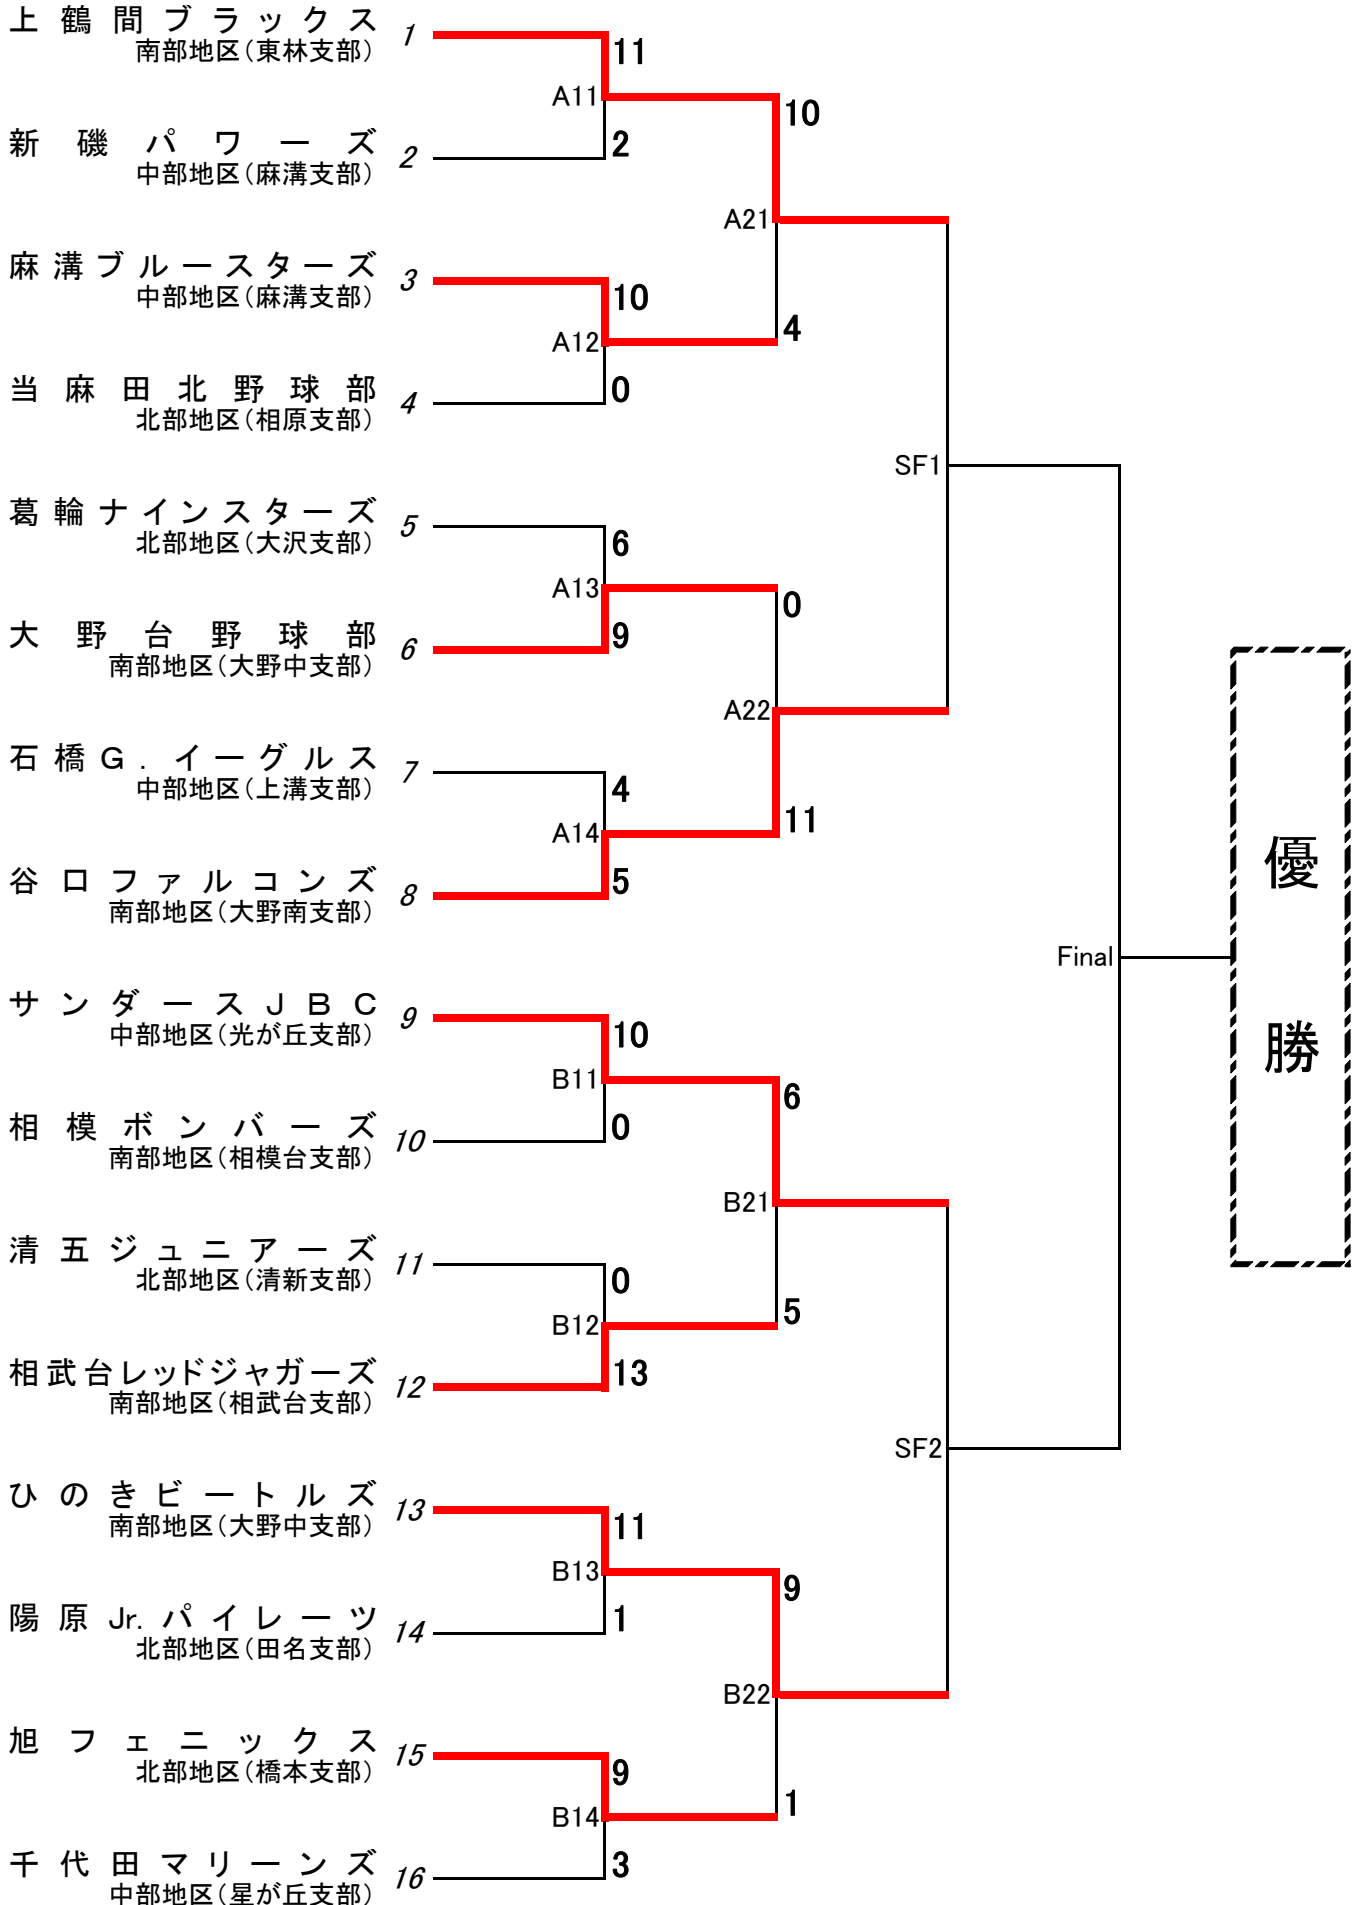 上鶴間ブラックス
南部地区(東林支部)
1
11
A11
10
新磯パワーズ
中部地区(麻溝支部)
2
2
A21
麻溝ブルースターズ
中部地区(麻溝支部)
3
10
A12
4
当麻田北野球部
北部地区(相原支部)
4
0
SF1
葛輪ナインスターズ
北部地区(大沢支部)
5
6
A13
0
大野台野球部
南部地区(大野中支部)
6
9
A22
石橋G.イーグルス
中部地区(上溝支部)
7
4
A14
11
谷口ファルコンズ
南部地区(大野南支部)
8
5
優勝
Final
サンダースJBC
中部地区(光が丘支部)
9
10
B11
6
相模ボンバーズ
南部地区(相模台支部)
10
0
B21
清五ジュニアーズ
北部地区(清新支部)
11
0
B12
5
相武台レッドジャガーズ
南部地区(相武台支部)
12
13
SF2
ひのきビートルズ
南部地区(大野中支部)
13
11
B13
9
陽原Jr.パイレーツ
北部地区(田名支部)
14
1
B22
旭フェニックス
北部地区(橋本支部)
15
9
B14
1
千代田マリーンズ
中部地区(星が丘支部)
16
3